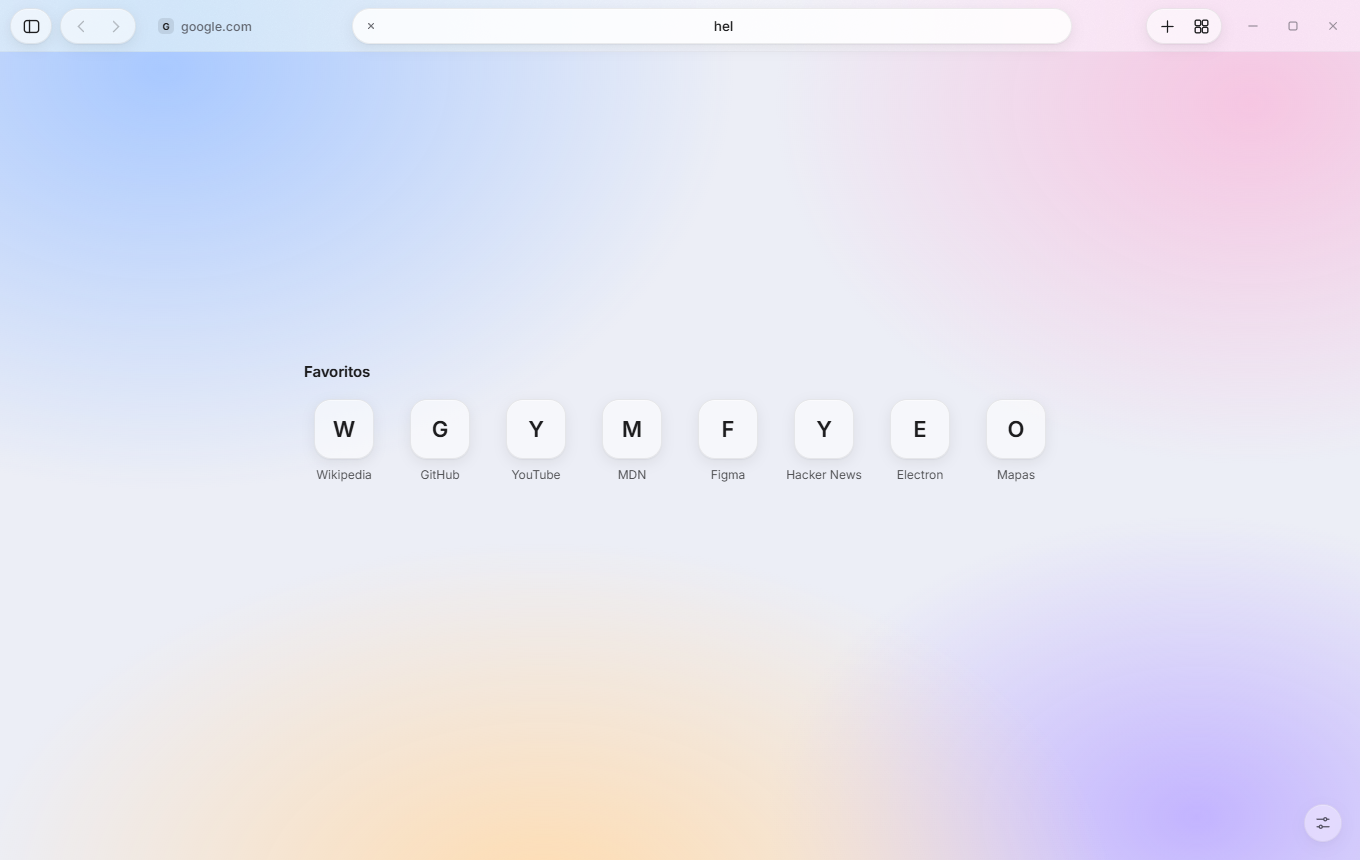 G google.com
hel
Favoritos
W G Y M F Y E O
Wikipedia GitHub YouTube MDN Figma Hacker News Electron Mapas